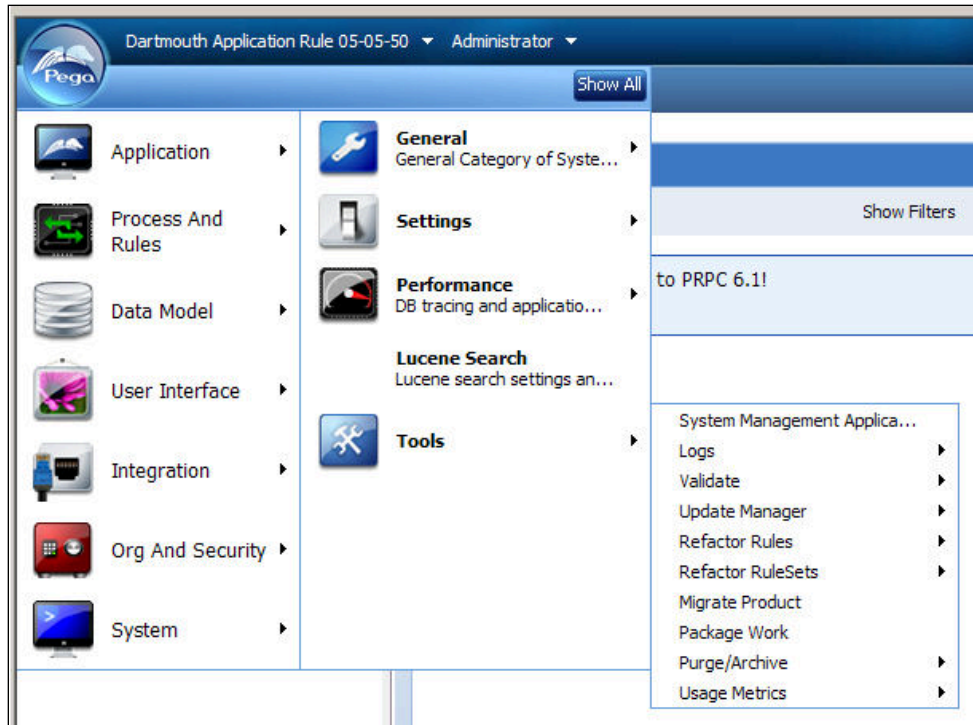 Dartmouth Application Rule 05-05-50 Administrator
Pega
Show All
Application
Process And
Rules
Data Model
User Interface
Integration
Org And Security
System
General
General Category of Syste...
Settings
Performance
DB tracing and applicatio...
Lucene Search
Lucene search settings an...
Tools
Show Filters
to PRPC 6.1!
System Management Applica...
Logs
Validate
Update Manager
Refactor Rules
Refactor RuleSets
Migrate Product
Package Work
Purge/Archive
Usage Metrics